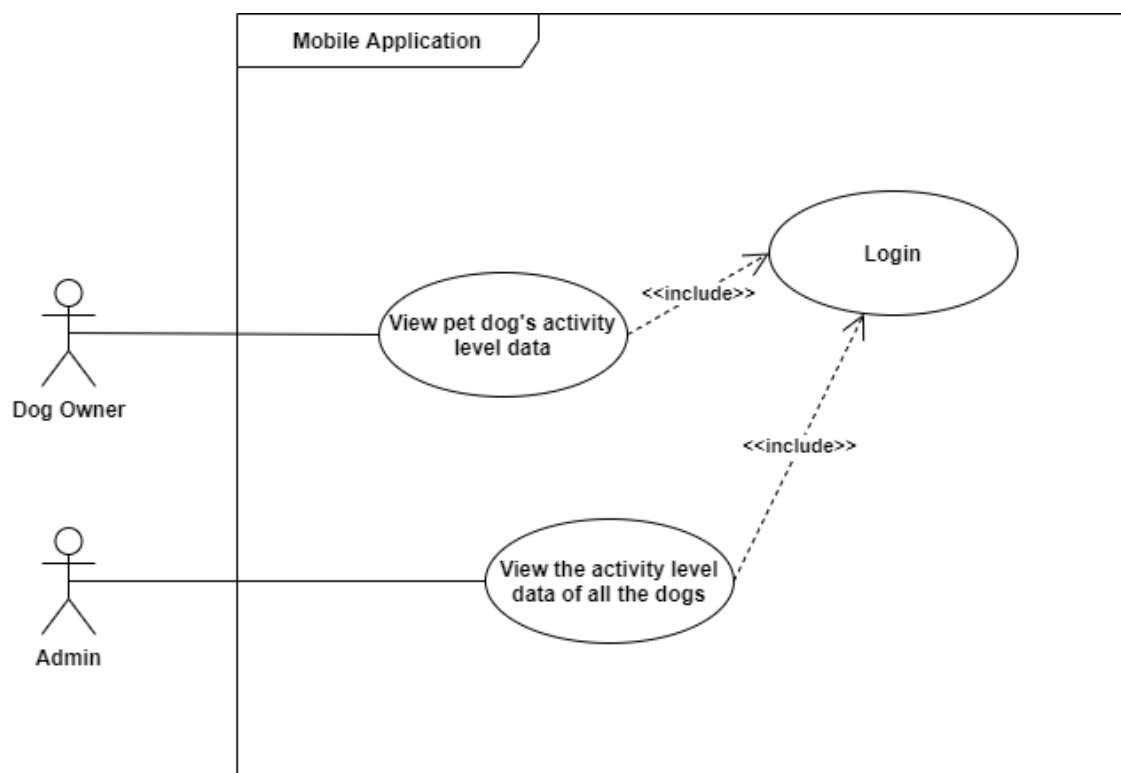 Mobile Application
Login
<<include>>
View pet dog's activity
level data
Dog Owner
<<include>>
View the activity level
data of all the dogs
Admin